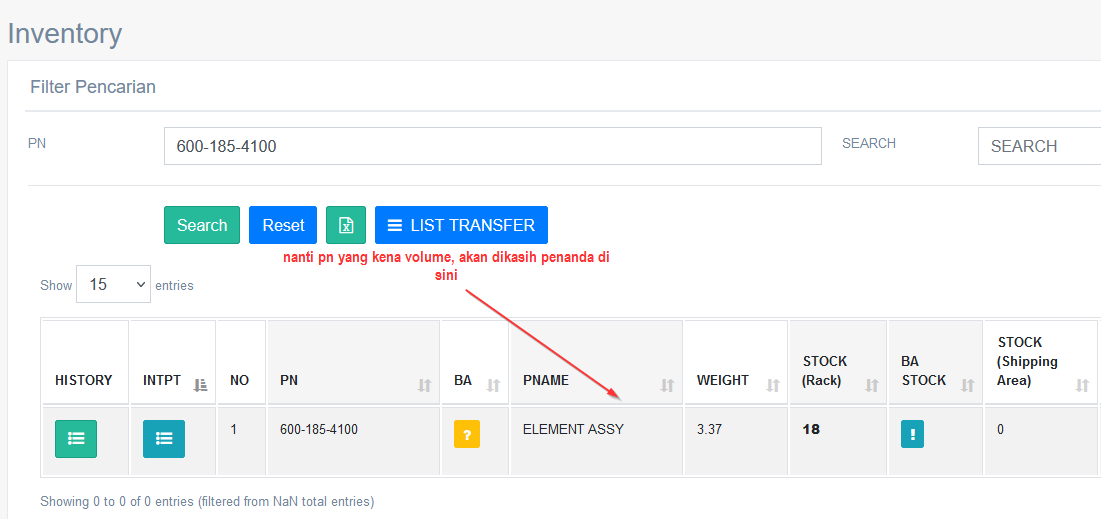 Inventory
Filter Pencarian
PN
600-185-4100
SEARCH
SEARCH
Search
Reset
LIST TRANSFER
nanti pn yang kena volume, akan dikasih penanda di
sini
Show 15 entries
HISTORY
INTPT
NO
PN
BA
PNAME
WEIGHT
STOCK
(Rack)
BA
STOCK
STOCK
(Shipping
Area)
1
600-185-4100
?
ELEMENT ASSY
3.37
18
!
0
Showing 0 to 0 of 0 entries (filtered from NaN total entries)